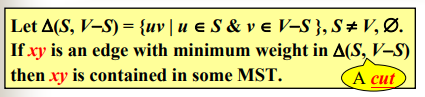 Let Δ(S, V–S) = {uv | u ∈ S & v ∈ V–S }, S ≠ V, Ø.
If xy is an edge with minimum weight in Δ(S, V–S)
then xy is contained in some MST.
A cut